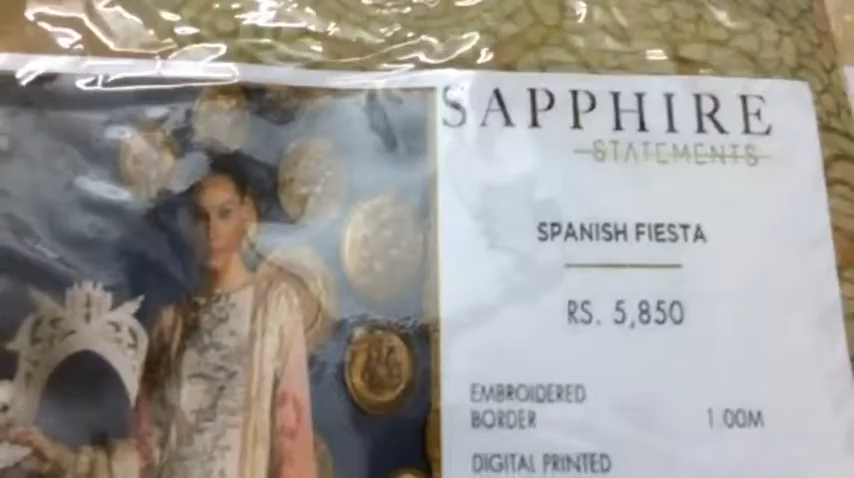 SAPPHIRE
STATEMENTS
SPANISH FIESTA
RS. 5,850
EMBROIDERED
BORDER 1.00M
DIGITAL PRINTED